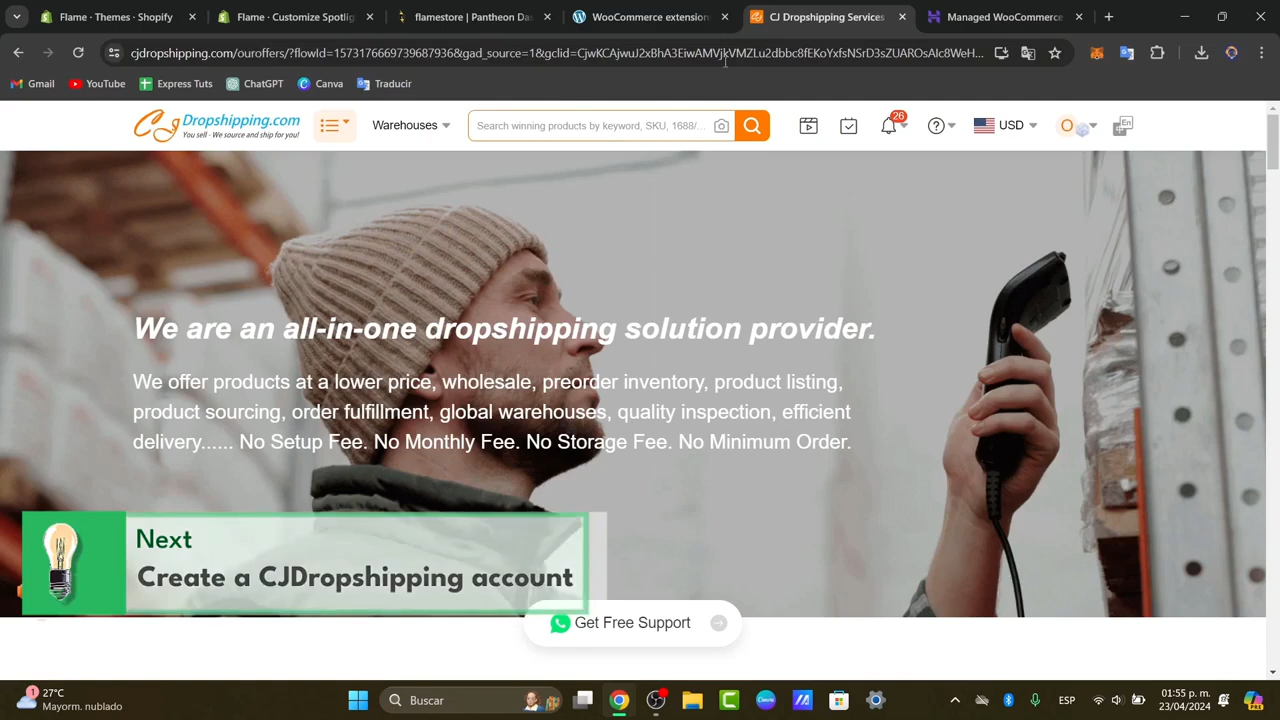 Flame - Themes · Shopify
Flame - Customize Spotlig
flamestore | Pantheon Da
WooCommerce extension
CJ Dropshipping Services
Managed WooCommerce
cjdropshipping.com/ouroffers/?flowId=1573176669739687936&gad_source=1&gclid=CjwKCAjwuJ2xBhA3EiwAMVjkVMZLu2dbbc8fEKoYxfsNSrD3sZUAROsAlc8WeH...
Gmail
YouTube
Express Tuts
ChatGPT
Canva
Traducir
CJ Dropshipping.com
You sell - We source and ship for you!
Warehouses
Search winning products by keyword, SKU, 1688/...
26
USD
O
En
We are an all-in-one dropshipping solution provider.
We offer products at a lower price, wholesale, preorder inventory, product listing,
product sourcing, order fulfillment, global warehouses, quality inspection, efficient
delivery...... No Setup Fee. No Monthly Fee. No Storage Fee. No Minimum Order.
Next
Create a CJDropshipping account
Get Free Support
1
27°C
Mayorm. nublado
Buscar
ESP
01:55 p. m.
23/04/2024